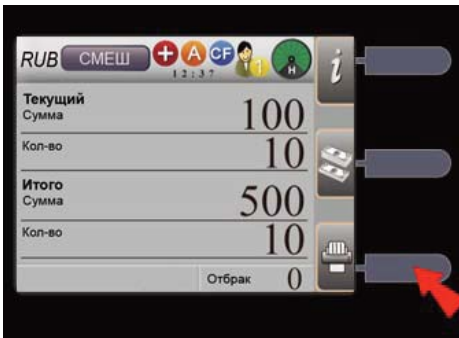 RUB СМЕШ + A CF 1 H i
12:37
Текущий
Сумма 100
Кол-во 10
Итого
Сумма 500
Кол-во 10
Отбрак 0